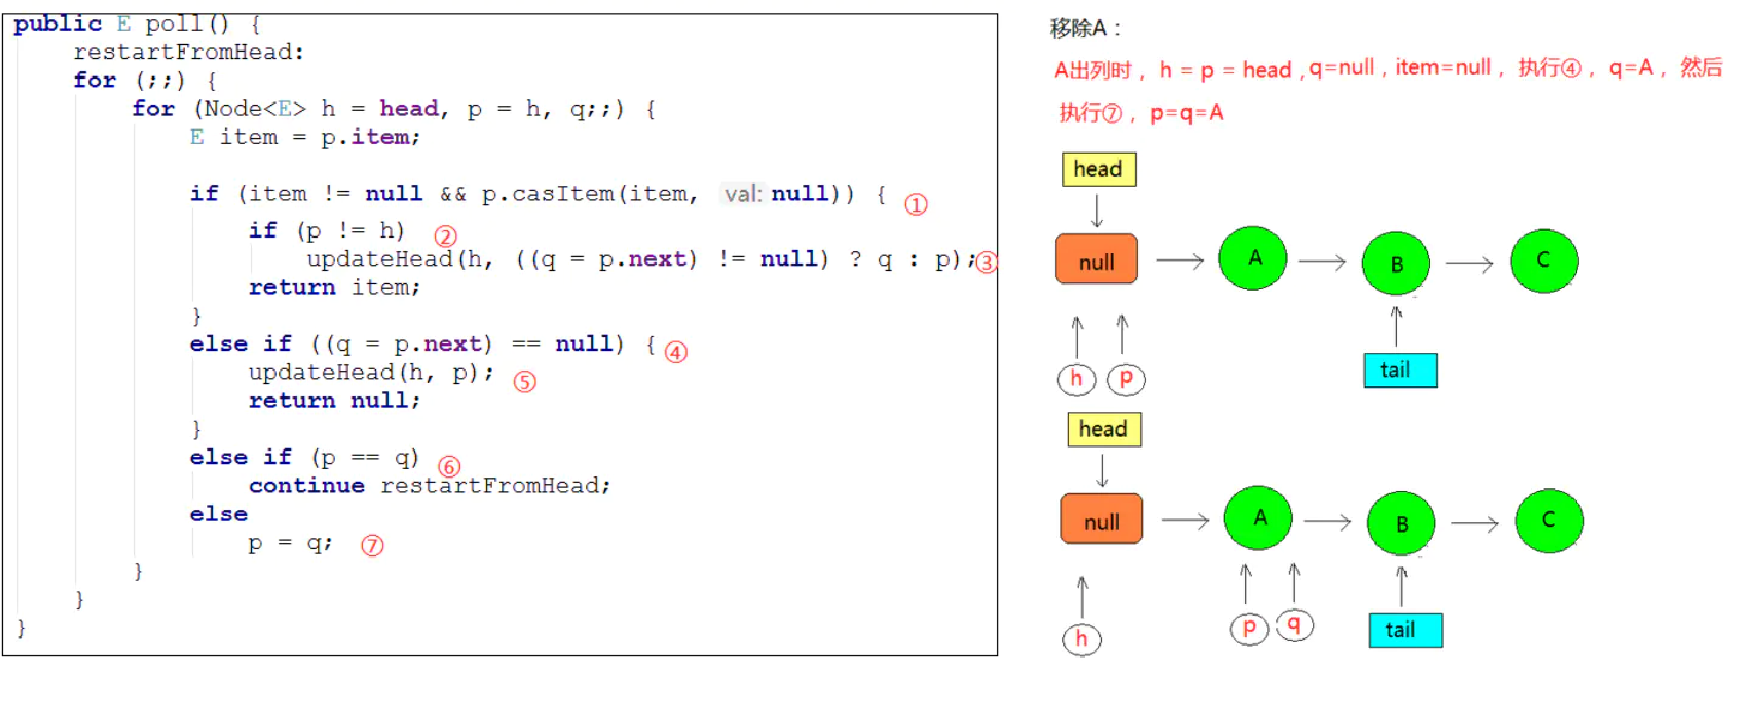 public E poll() {
restartFromHead:
for (;;) {
for (Node<E> h = head, p = h, q;;) {
E item = p.item;
if (item != null && p.casItem(item, val: null)) { ①
if (p != h) ②
updateHead(h, ((q = p.next) != null) ? q : p); ③
return item;
}
else if ((q = p.next) == null) { ④
updateHead(h, p); ⑤
return null;
}
else if (p == q) ⑥
continue restartFromHead;
else
p = q; ⑦
}
}
}
移除A：
A出列时，h = p = head , q=null , item=null，执行④，q=A，然后
执行⑦，p=q=A
head
null
A
B
C
h
p
tail
head
null
A
B
C
h
p
q
tail